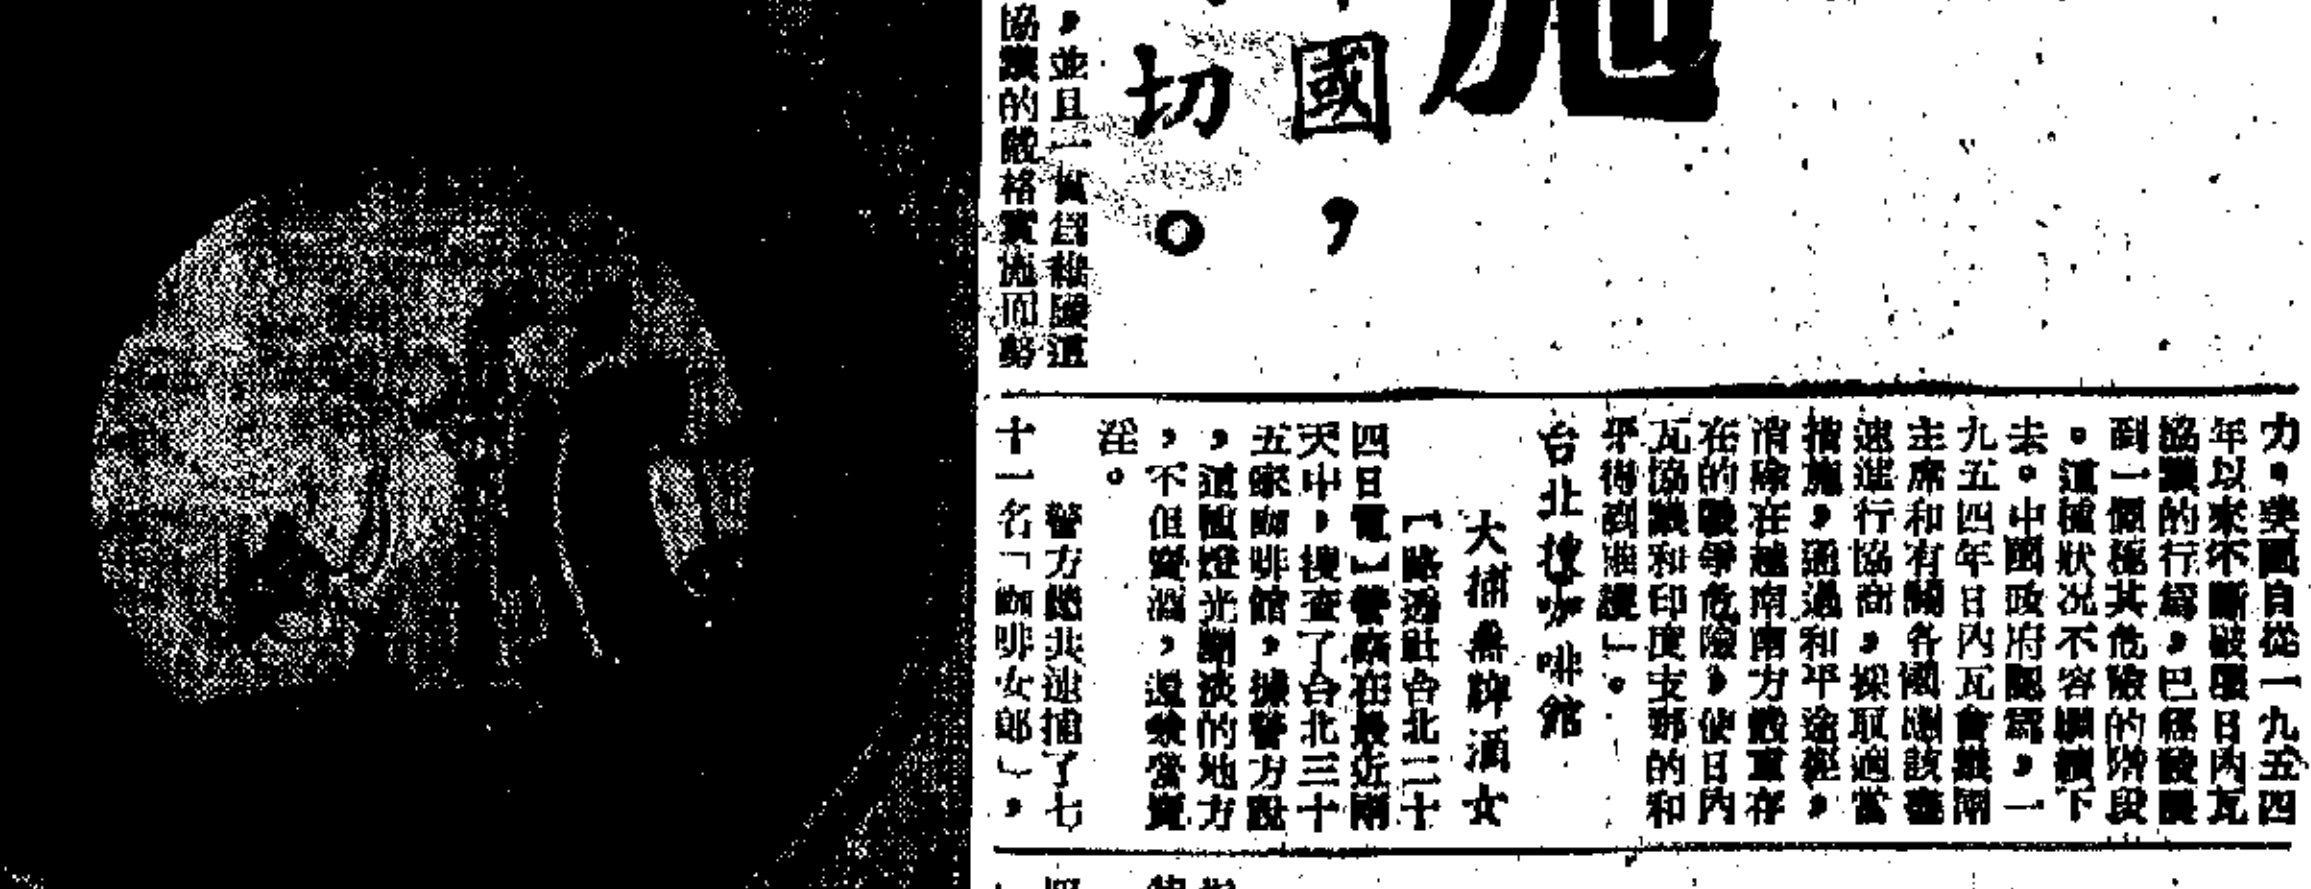 施
國，
切。
，並且一貫爲維護這
協議的嚴格實施而努
力。美國自從一九五四
年以來不斷破壞日內瓦
協議的行爲，已經發展
到一個極其危險的階段
。這種狀况不容繼續下
去。中國政府認爲，一
九五四年日內瓦會議兩
主席和有關各國應該儘
速進行協商，採取適當
措施，通過和平途徑，
消除在越南南方嚴重存
在的戰爭危險，使日內
瓦協議和印度支那的和
平得到維護」。
台北搜咖啡館
大捕無牌酒女
【路透社台北二十
四日電】警察在最近兩
天中，搜查了台北三十
五家咖啡館，據警方說
，這種燈光黯淡的地方
，不但賣酒，還兼營賣
淫。
警方總共逮捕了七
十一名「咖啡女郎」，